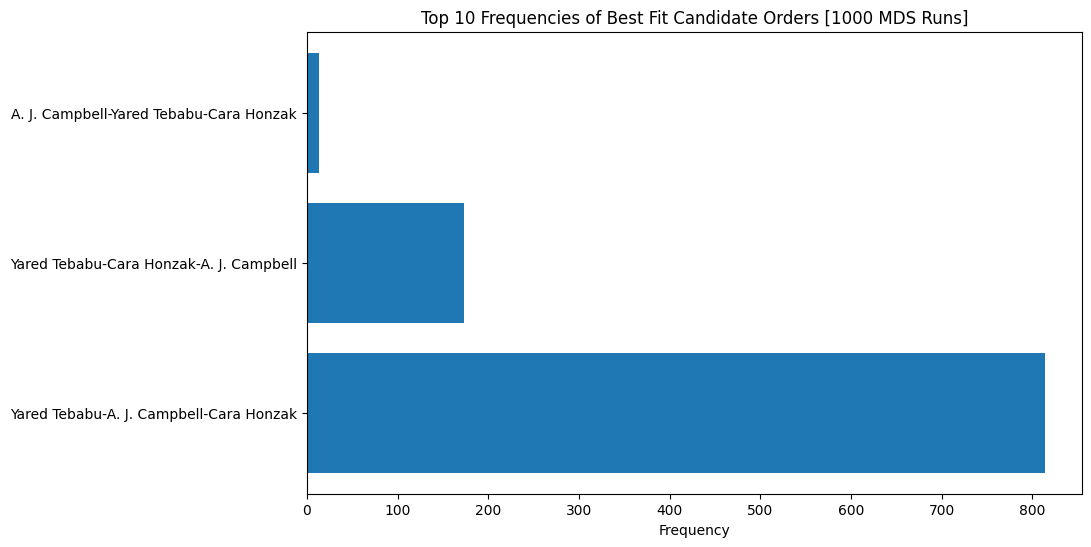 Top 10 Frequencies of Best Fit Candidate Orders [1000 MDS Runs]
A. J. Campbell-Yared Tebabu-Cara Honzak
Yared Tebabu-Cara Honzak-A. J. Campbell
Yared Tebabu-A. J. Campbell-Cara Honzak
0 100 200 300 400 500 600 700 800
Frequency